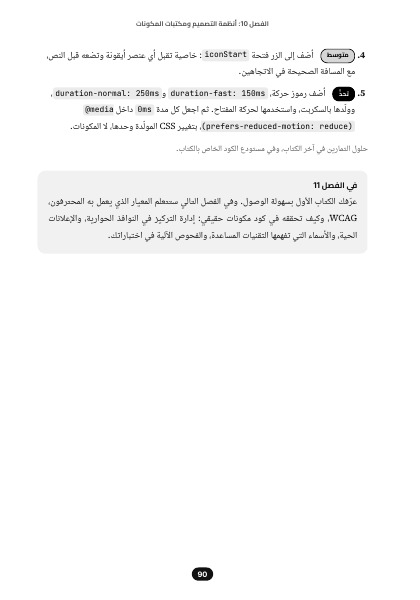 الفصل 10: أنظمة التصميم ومكتبات المكونات
4. متوسط أضف إلى الزر فتحة iconStart: خاصية تقبل أي عنصر أيقونة وتضعه قبل النص،
مع المسافة الصحيحة في الاتجاهين.
5. تحدٍّ أضف رموز حركة، duration-fast: 150ms و duration-normal: 250ms،
وولّدها بالسكربت، واستخدمها لحركة المفتاح. ثم اجعل كل مدة 0ms داخل @media
(prefers-reduced-motion: reduce)، بتغيير CSS المولّدة وحدها، لا المكونات.
حلول التمارين في آخر الكتاب، وفي مستودع الكود الخاص بالكتاب.
في الفصل 11
عرّفك الكتاب الأول بسهولة الوصول. وفي الفصل التالي ستتعلم المعيار الذي يعمل به المحترفون،
WCAG، وكيف تحققه في كود مكونات حقيقي: إدارة التركيز في النوافذ الحوارية، والإعلانات
الحية، والأسماء التي تفهمها التقنيات المساعدة، والفحوص الآلية في اختباراتك.
90